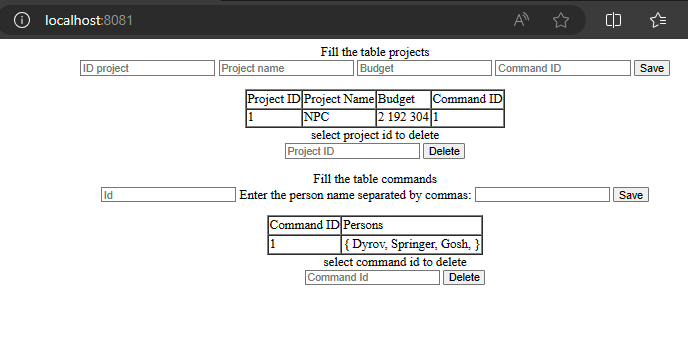 localhost:8081
Fill the table projects
ID project Project name Budget Command ID Save
Project ID Project Name Budget Command ID
1 NPC 2 192 304 1
select project id to delete
Project ID Delete
Fill the table commands
Id Enter the person name separated by commas: Save
Command ID Persons
1 { Dyrov, Springer, Gosh, }
select command id to delete
Command Id Delete